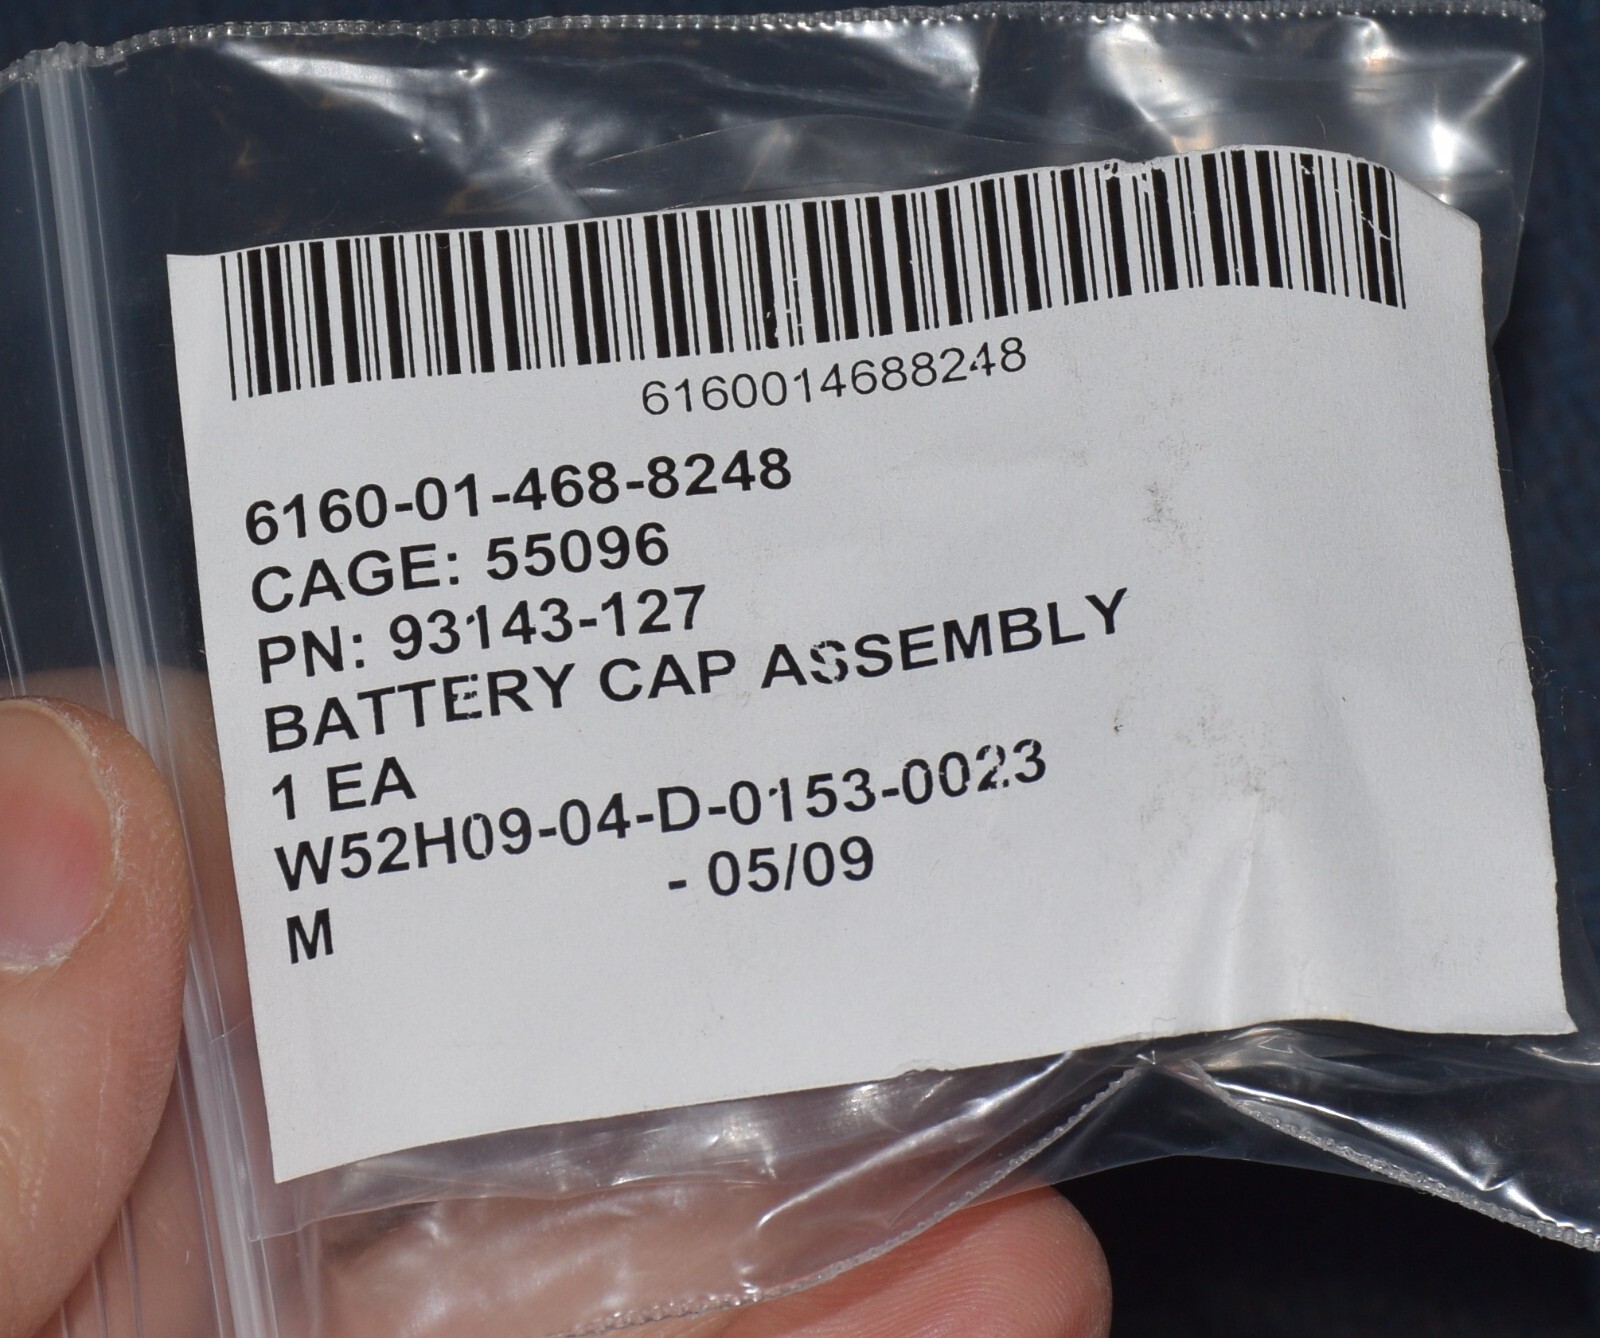 6160014688248
6160-01-468-8248
CAGE: 55096
PN: 93143-127
BATTERY CAP ASSEMBLY
1 EA
W52H09-04-D-0153-0023
- 05/09
M